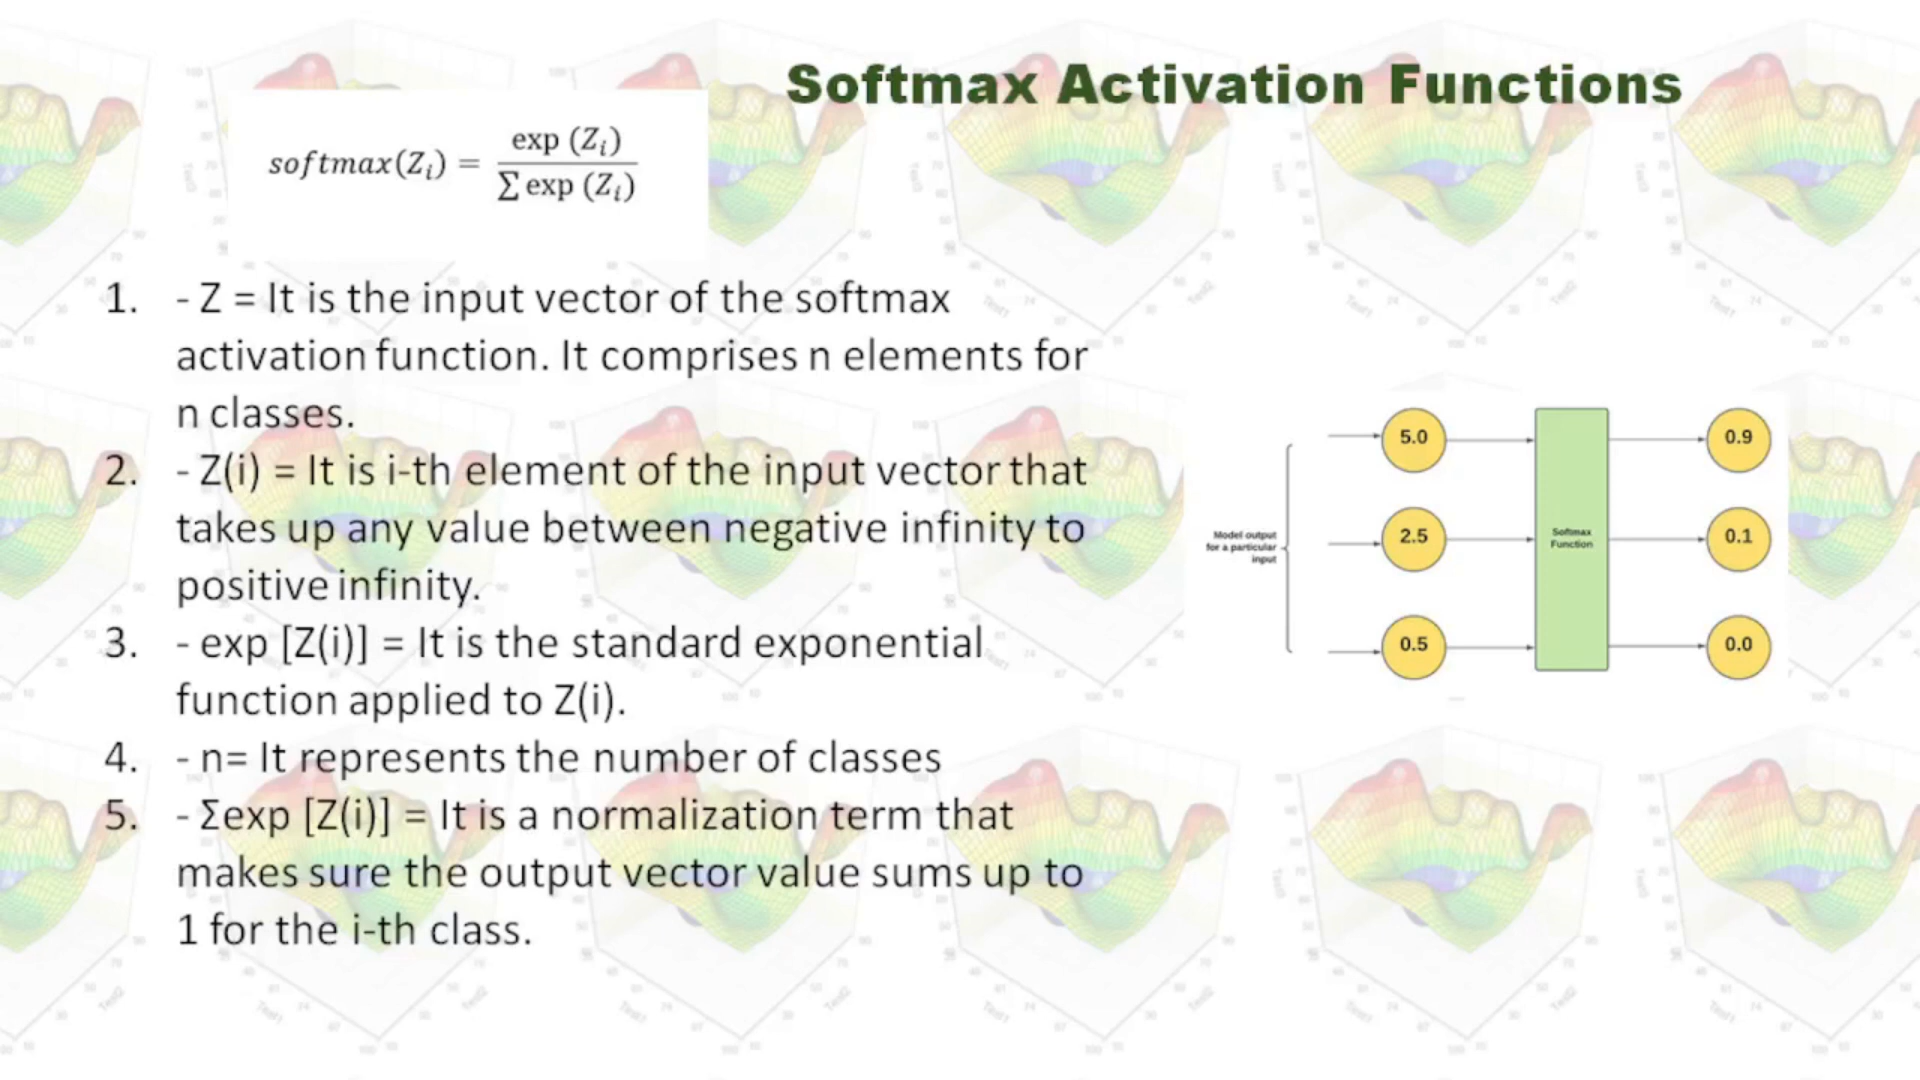 Softmax Activation Functions
softmax(Zᵢ) = exp (Zᵢ) / Σ exp (Zᵢ)
1. - Z = It is the input vector of the softmax
activation function. It comprises n elements for
n classes.
2. - Z(i) = It is i-th element of the input vector that
takes up any value between negative infinity to
positive infinity.
3. - exp [Z(i)] = It is the standard exponential
function applied to Z(i).
4. - n= It represents the number of classes
5. - Σexp [Z(i)] = It is a normalization term that
makes sure the output vector value sums up to
1 for the i-th class.
Model output
for a particular
input
5.0
2.5
0.5
Softmax
Function
0.9
0.1
0.0